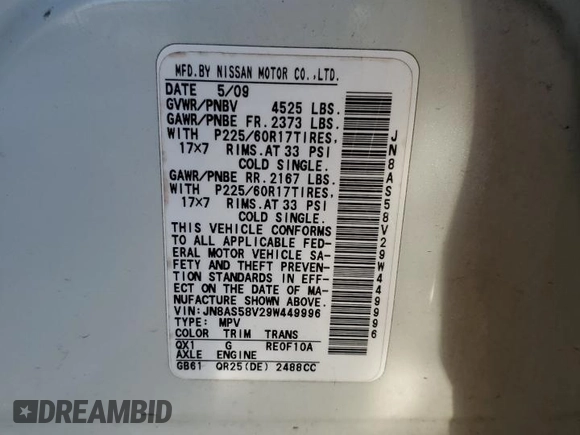 MFD.BY NISSAN MOTOR CO.,LTD.
DATE 5/09
GVWR/PNBV 4525 LBS.
GAWR/PNBE FR. 2373 LBS.
WITH P225/60R17TIRES,
17×7 RIMS.AT 33 PSI
COLD SINGLE.
GAWR/PNBE RR. 2167 LBS.
WITH P225/60R17TIRES,
17×7 RIMS.AT 33 PSI
COLD SINGLE.
THIS VEHICLE CONFORMS
TO ALL APPLICABLE FED-
ERAL MOTOR VEHICLE SA-
FETY AND THEFT PREVEN-
TION STANDARDS IN EFF-
ECT ON THE DATE OF MA-
NUFACTURE SHOWN ABOVE.
VIN:JN8AS58V29W449996
TYPE: MPV
COLOR TRIM TRANS
QX1 G RE0F10A
AXLE ENGINE
GB61 QR25(DE) 2488CC
JN8AS58V29W449996
DREAMBID